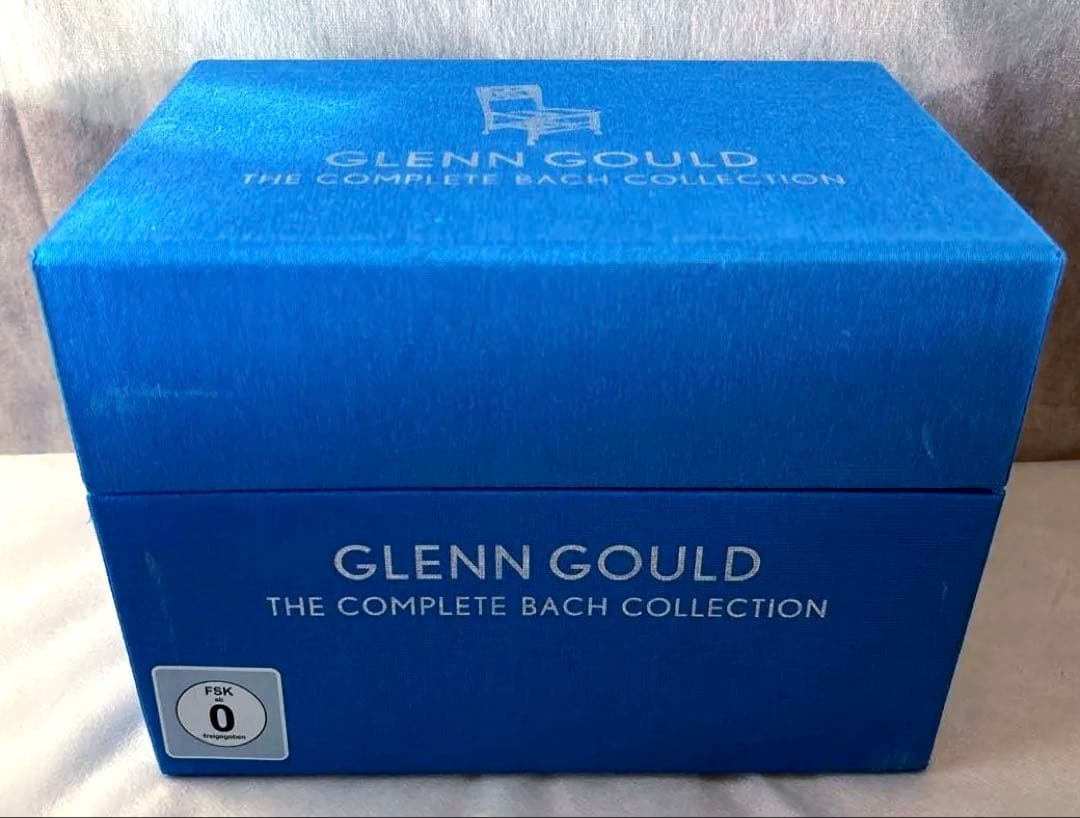 GLENN GOULD
THE COMPLETE BACH COLLECTION
GLENN GOULD
THE COMPLETE BACH COLLECTION
FSK
ab
0
freigegeben